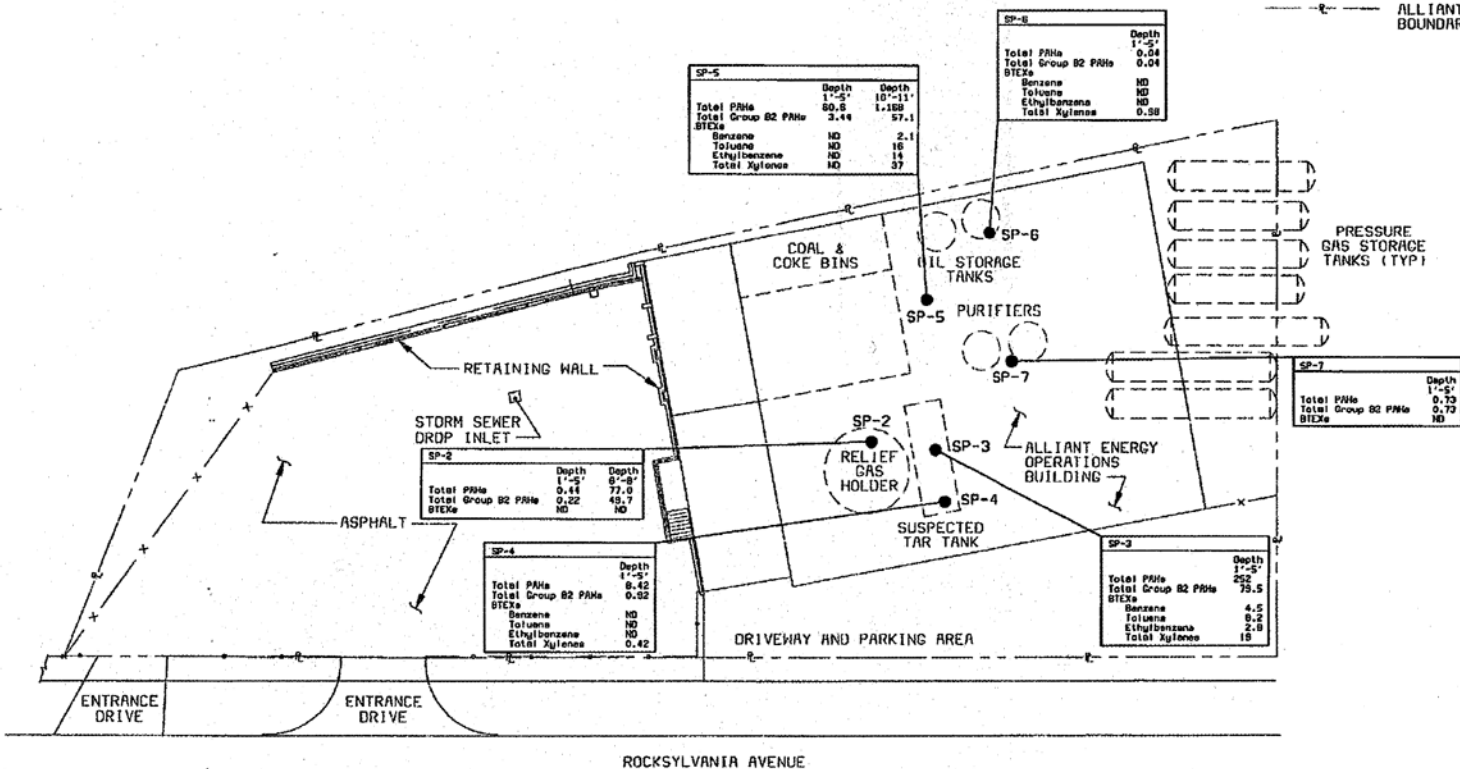 ALLIANT
BOUNDAR
SP-6
Depth
1'-5'
Total PAHs 0.04
Total Group B2 PAHs 0.04
BTEXs
Benzene ND
Toluene ND
Ethylbenzene ND
Total Xylenes 0.98
SP-5
Depth Depth
1'-5' 10'-11'
Total PAHs 60.6 1,168
Total Group B2 PAHs 3.44 57.1
BTEXs
Benzene ND 2.1
Toluene ND 16
Ethylbenzene ND 14
Total Xylenes ND 37
COAL &
COKE BINS
SP-6
OIL STORAGE
TANKS
PRESSURE
GAS STORAGE
TANKS (TYP)
SP-5
PURIFIERS
SP-7
SP-7
Depth
1'-5'
Total PAHs 0.73
Total Group B2 PAHs 0.73
BTEXs ND
RETAINING WALL
STORM SEWER
DROP INLET
SP-2
RELIEF
GAS
HOLDER
SP-3
SP-4
SUSPECTED
TAR TANK
ALLIANT ENERGY
OPERATIONS
BUILDING
SP-2
Depth Depth
1'-5' 6'-8'
Total PAHs 0.44 77.0
Total Group B2 PAHs 0.22 49.7
BTEXs ND ND
ASPHALT
SP-4
Depth
1'-5'
Total PAHs 8.42
Total Group B2 PAHs 0.92
BTEXs
Benzene ND
Toluene ND
Ethylbenzene ND
Total Xylenes 0.42
SP-3
Depth
1'-5'
Total PAHs 252
Total Group B2 PAHs 79.5
BTEXs
Benzene 4.5
Toluene 8.2
Ethylbenzene 2.8
Total Xylenes 19
DRIVEWAY AND PARKING AREA
ENTRANCE
DRIVE
ENTRANCE
DRIVE
ROCKSYLVANIA AVENUE